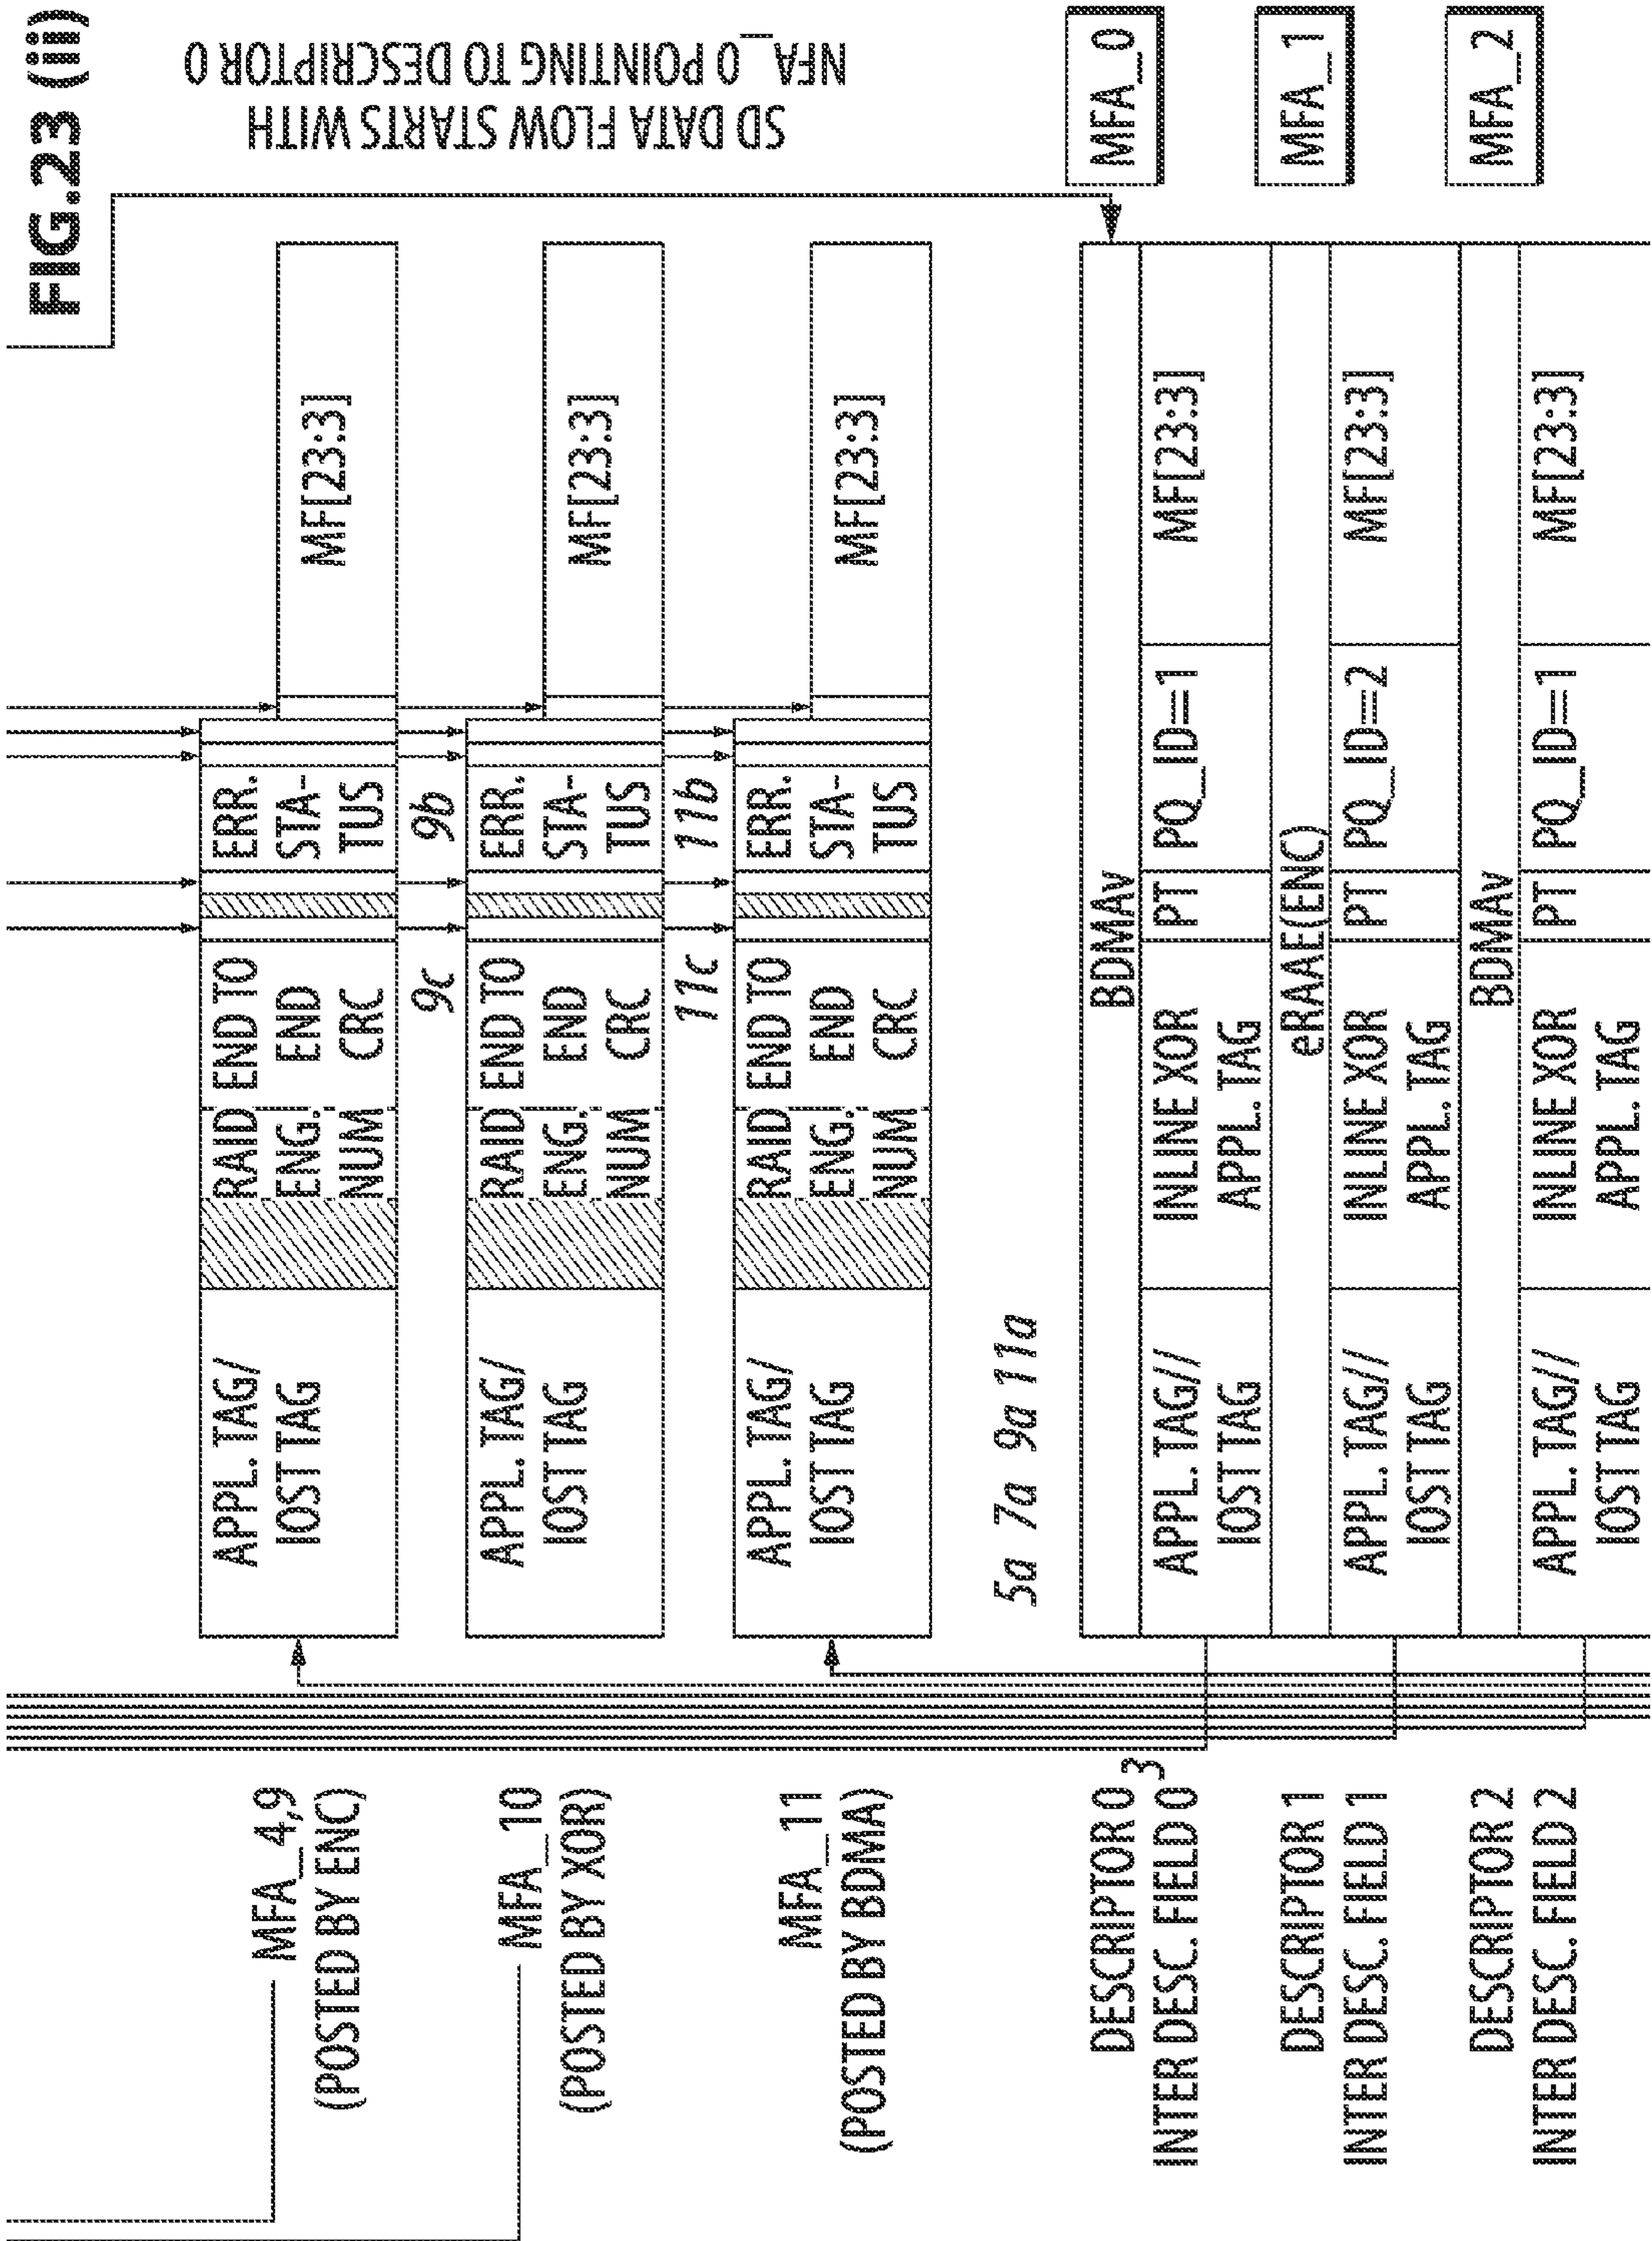 FIG.23 (ii)
SD DATA FLOW STARTS WITH
NFA_0 POINTING TO DESCRIPTOR 0
MFA_4,9
(POSTED BY ENC)
APPL. TAG/
IOST TAG
RAID
ENG.
NUM
END TO
END
CRC
ERR.
STA-
TUS
MF[23:3]
9c
9b
MFA_10
(POSTED BY XOR)
APPL. TAG/
IOST TAG
RAID
ENG.
NUM
END TO
END
CRC
ERR.
STA-
TUS
MF[23:3]
11c
11b
MFA_11
(POSTED BY BDMA)
APPL. TAG/
IOST TAG
RAID
ENG.
NUM
END TO
END
CRC
ERR.
STA-
TUS
MF[23:3]
5a 7a 9a 11a
DESCRIPTOR 0
BDMAv
MFA_0
3
INTER DESC. FIELD 0
APPL. TAG//
IOST TAG
INLINE XOR
APPL. TAG
PT
PQ_ID=1
MF[23:3]
DESCRIPTOR 1
eRAAE(ENC)
MFA_1
INTER DESC. FIELD 1
APPL. TAG//
IOST TAG
INLINE XOR
APPL. TAG
PT
PQ_ID=2
MF[23:3]
DESCRIPTOR 2
BDMAv
MFA_2
INTER DESC. FIELD 2
APPL. TAG//
IOST TAG
INLINE XOR
APPL. TAG
PT
PQ_ID=1
MF[23:3]